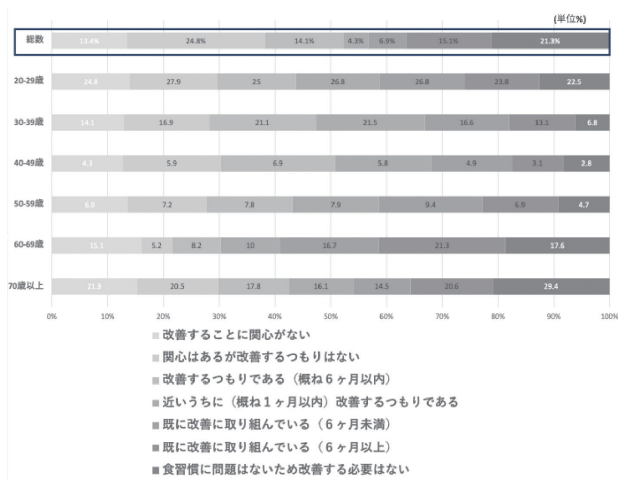 (単位%)
総数 13.4% 24.8% 14.1% 4.3% 6.9% 15.1% 21.3%
20-29歳 24.8 27.9 25 26.8 26.8 23.8 22.5
30-39歳 14.1 16.9 21.1 21.5 16.6 13.1 6.8
40-49歳 4.3 5.9 6.9 5.8 4.9 3.1 2.8
50-59歳 6.9 7.2 7.8 7.9 9.4 6.9 4.7
60-69歳 15.1 5.2 8.2 10 16.7 21.3 17.6
70歳以上 21.3 20.5 17.8 16.1 14.5 20.6 29.4
0% 10% 20% 30% 40% 50% 60% 70% 80% 90% 100%
改善することに関心がない
関心はあるが改善するつもりはない
改善するつもりである（概ね６ヶ月以内）
近いうちに（概ね１ヶ月以内）改善するつもりである
既に改善に取り組んでいる（６ヶ月未満）
既に改善に取り組んでいる（６ヶ月以上）
食習慣に問題はないため改善する必要はない